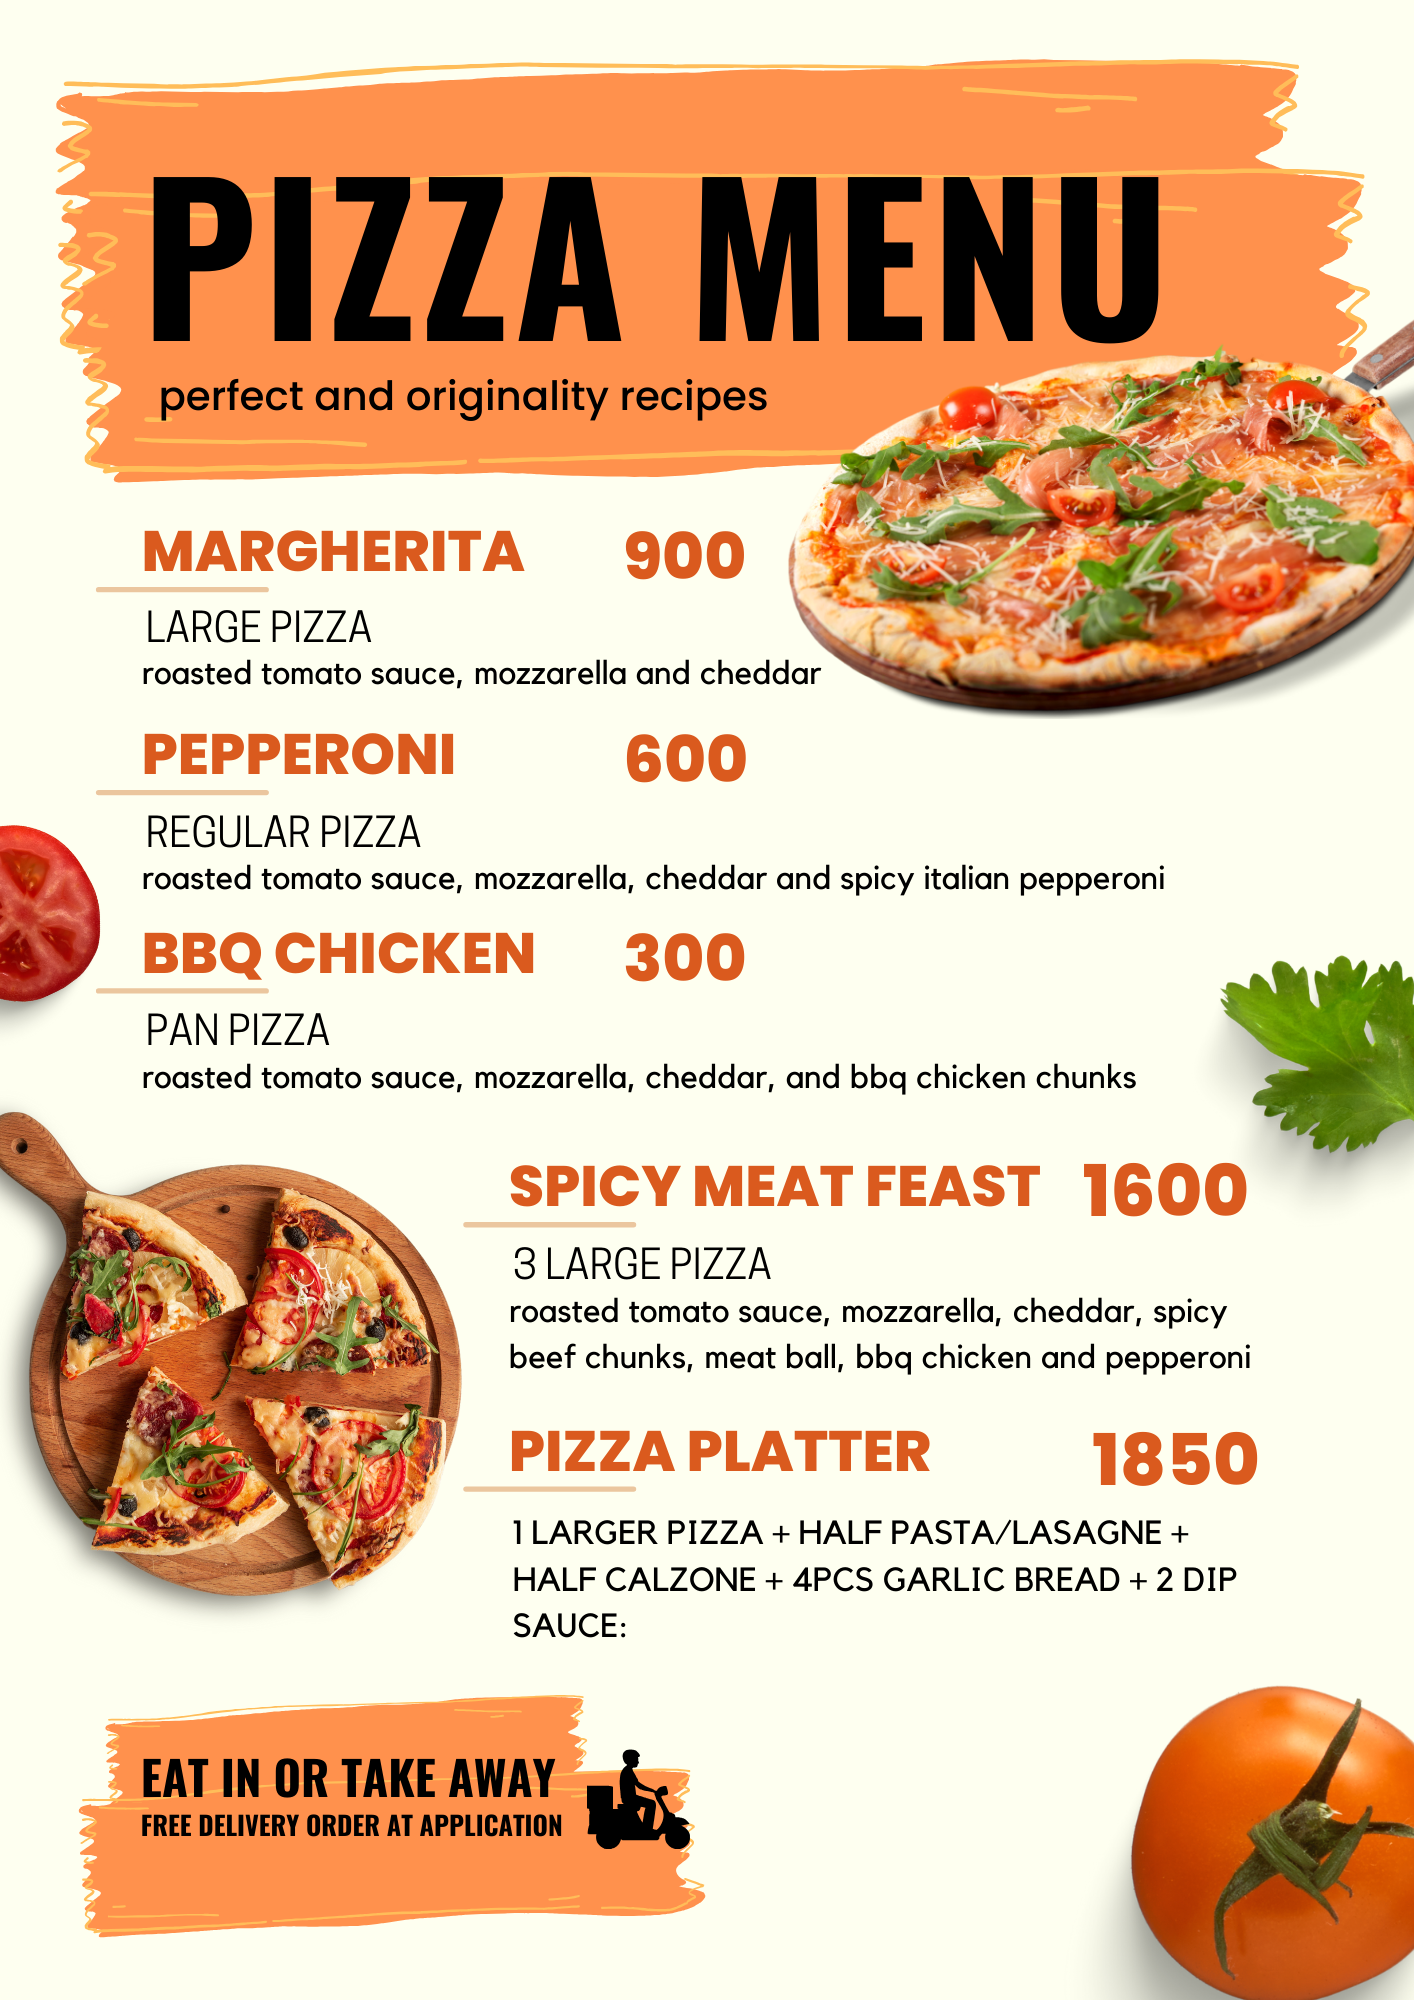 PIZZA MENU
perfect and originality recipes
MARGHERITA 900
LARGE PIZZA
roasted tomato sauce, mozzarella and cheddar
PEPPERONI 600
REGULAR PIZZA
roasted tomato sauce, mozzarella, cheddar and spicy italian pepperoni
BBQ CHICKEN 300
PAN PIZZA
roasted tomato sauce, mozzarella, cheddar, and bbq chicken chunks
SPICY MEAT FEAST 1600
3 LARGE PIZZA
roasted tomato sauce, mozzarella, cheddar, spicy
beef chunks, meat ball, bbq chicken and pepperoni
PIZZA PLATTER 1850
1 LARGER PIZZA + HALF PASTA/LASAGNE +
HALF CALZONE + 4PCS GARLIC BREAD + 2 DIP
SAUCE:
EAT IN OR TAKE AWAY
FREE DELIVERY ORDER AT APPLICATION